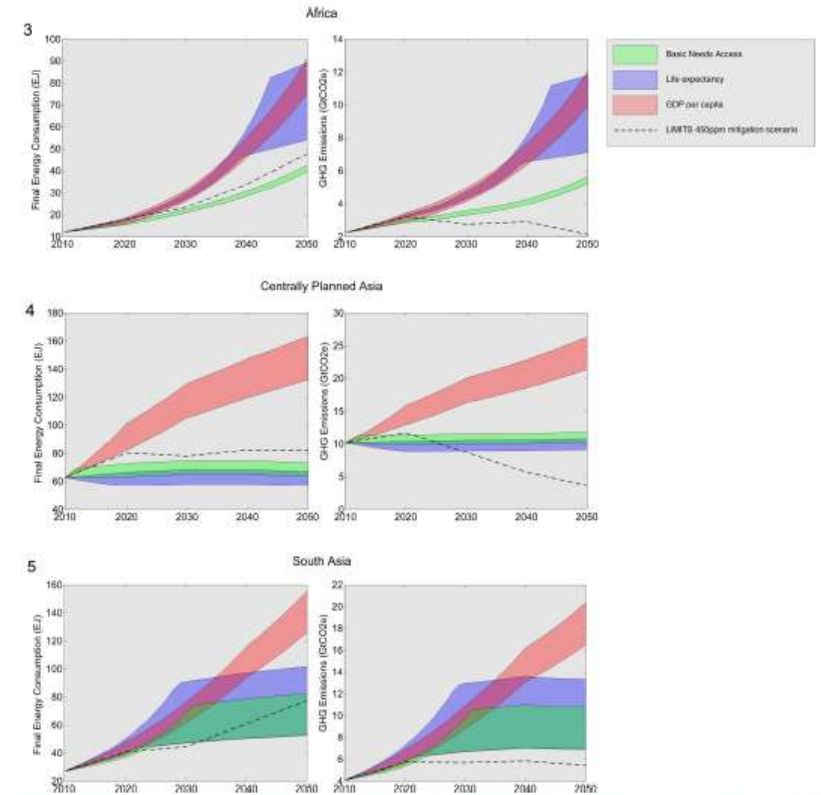 Africa
3
Final Energy Consumption (EJ)
100
90
80
70
60
50
40
30
20
10
2010 2020 2030 2040 2050
GHG Emissions (GtCO2e)
14
12
10
8
6
4
2
2010 2020 2030 2040 2050
Basic Needs Access
Life expectancy
GDP per capita
LIMITS 450ppm mitigation scenario
Centrally Planned Asia
4
Final Energy Consumption (EJ)
180
160
140
120
100
80
60
40
2010 2020 2030 2040 2050
GHG Emissions (GtCO2e)
30
25
20
15
10
5
0
2010 2020 2030 2040 2050
South Asia
5
Final Energy Consumption (EJ)
160
140
120
100
80
60
40
20
2010 2020 2030 2040 2050
GHG Emissions (GtCO2e)
22
20
18
16
14
12
10
8
6
4
2010 2020 2030 2040 2050